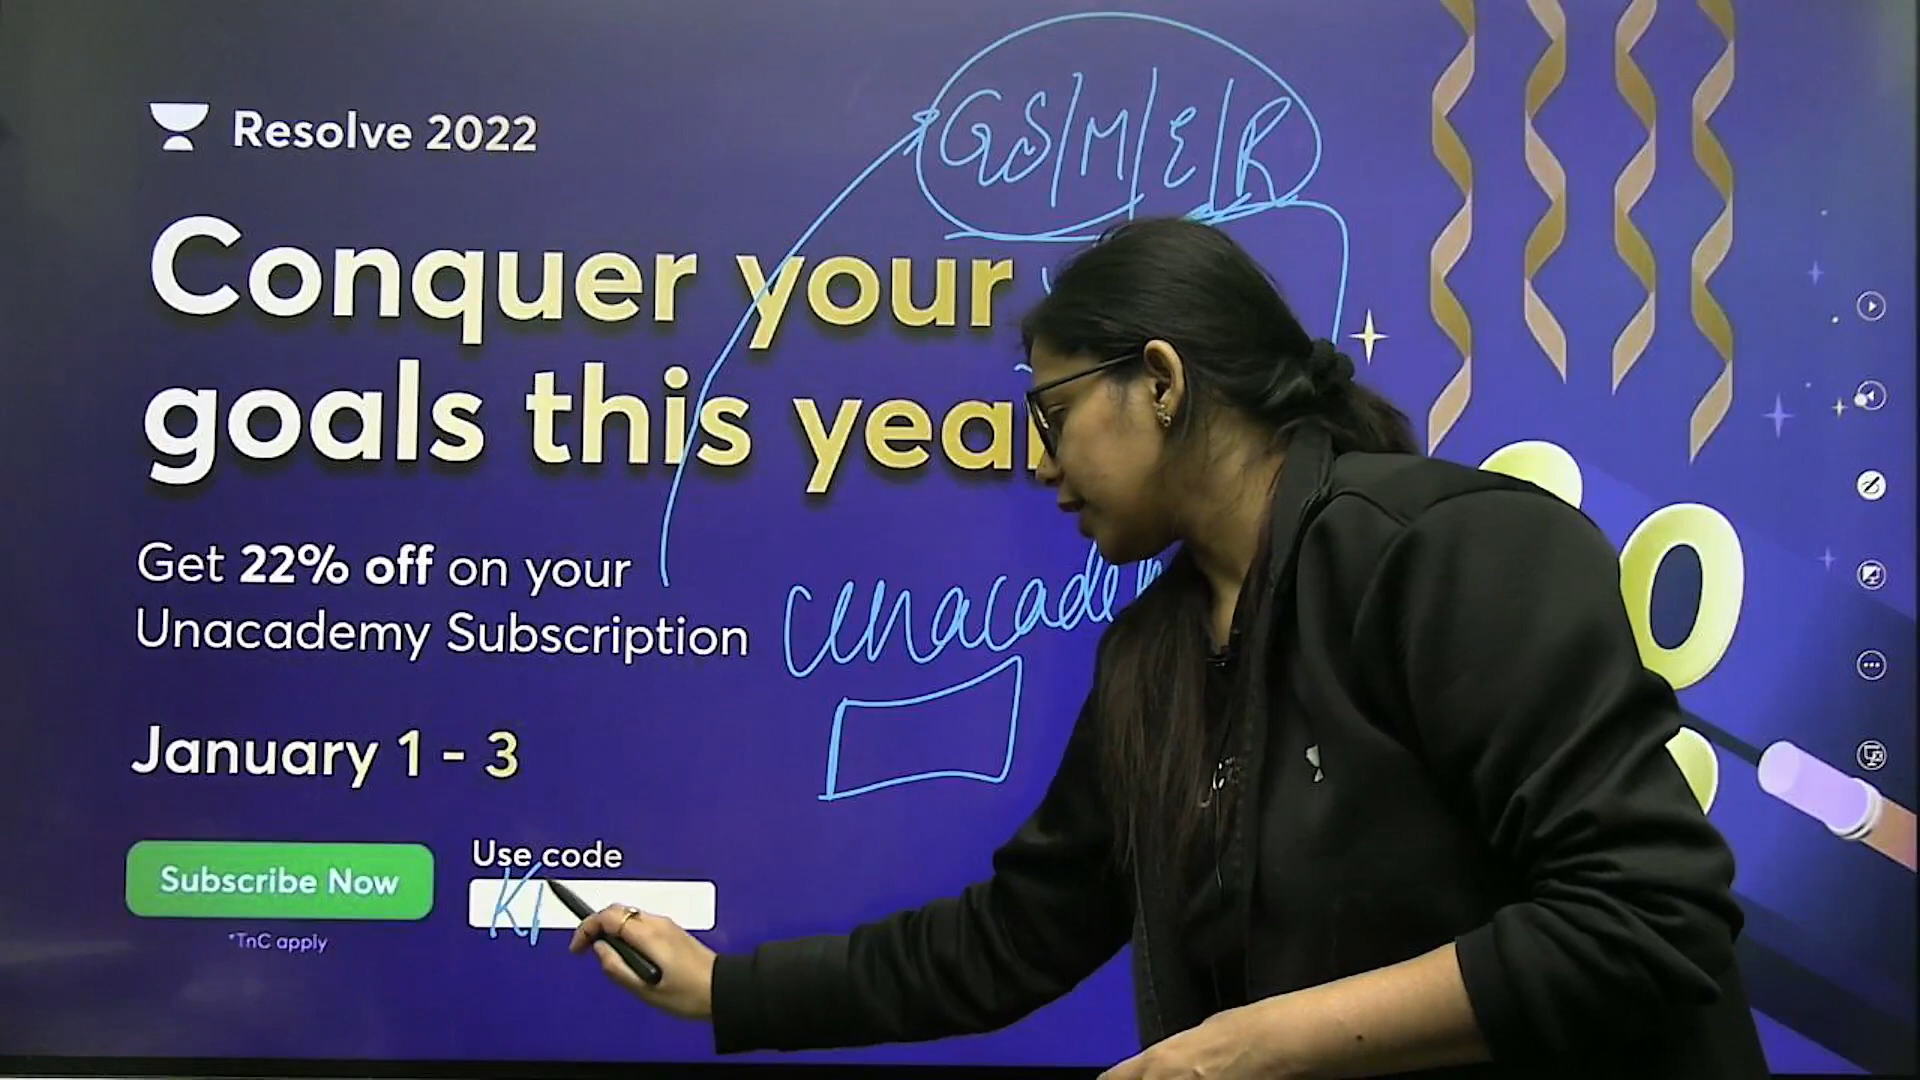 Resolve 2022
GS/M/E/R
Conquer your
goals this year
Get 22% off on your
Unacademy Subscription
unacadem
January 1 - 3
Use code
Subscribe Now
K
*TnC apply